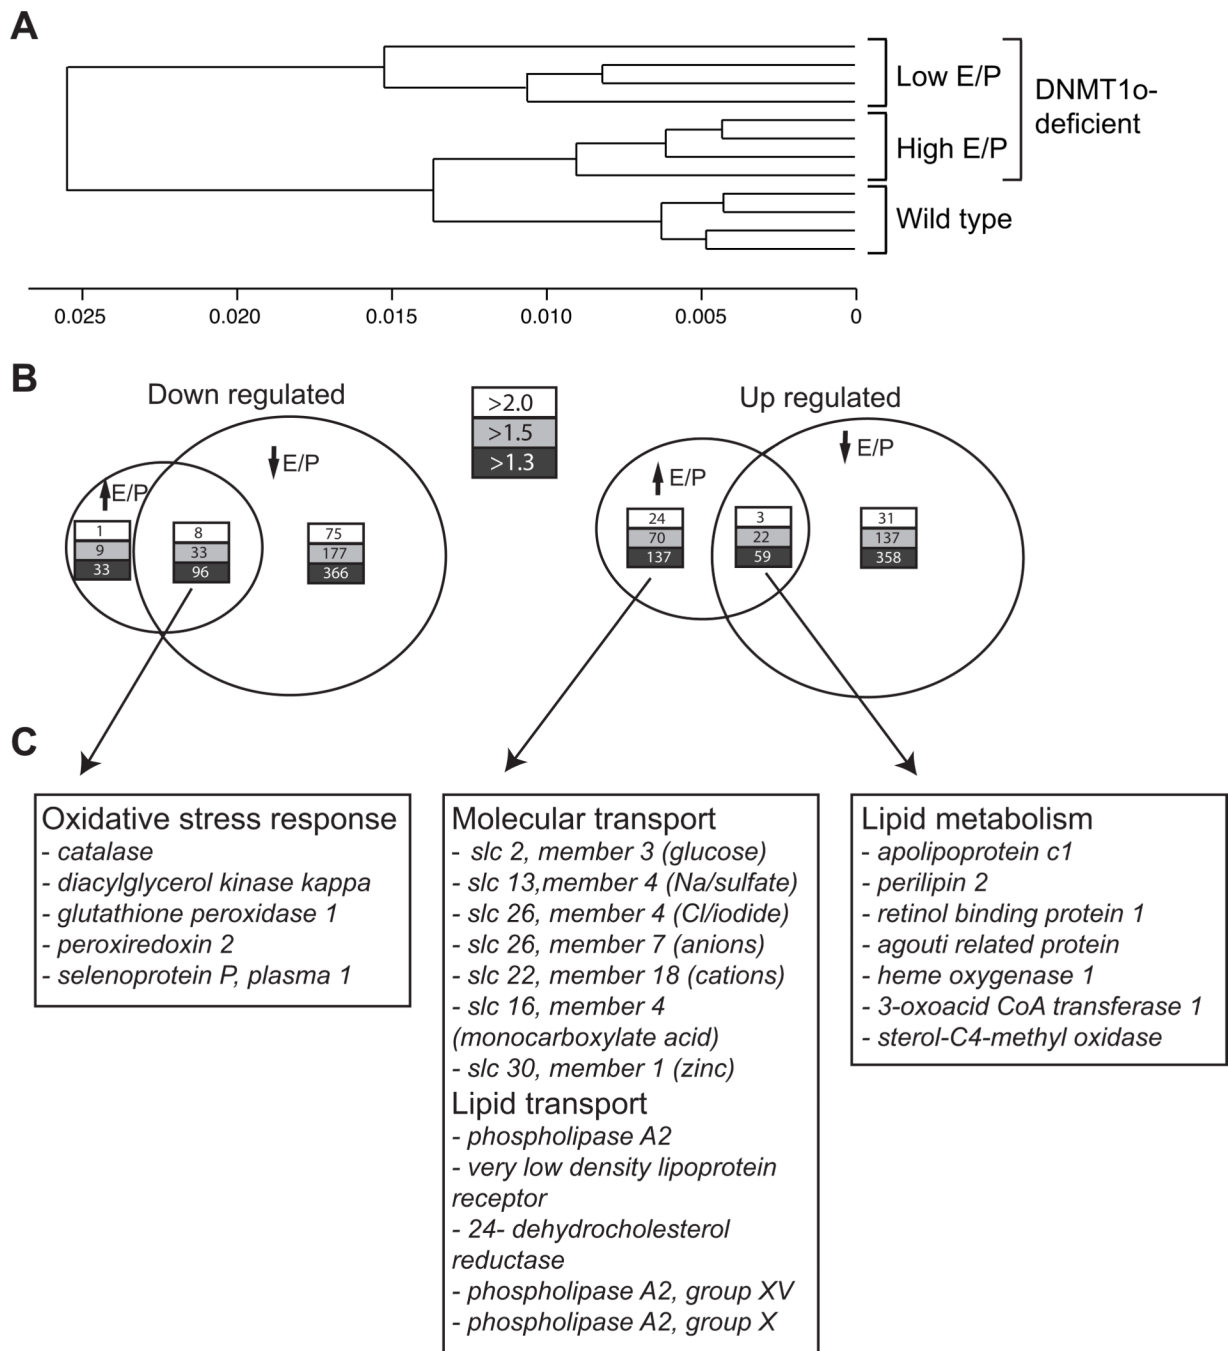 A
Low E/P
High E/P
Wild type
DNMT1o-
deficient
0.025
0.020
0.015
0.010
0.005
0
B
Down regulated
>2.0
>1.5
>1.3
Up regulated
E/P
E/P
1
9
33
8
33
96
75
177
366
E/P
E/P
24
70
137
3
22
59
31
137
358
C
Oxidative stress response
- catalase
- diacylglycerol kinase kappa
- glutathione peroxidase 1
- peroxiredoxin 2
- selenoprotein P, plasma 1
Molecular transport
- slc 2, member 3 (glucose)
- slc 13,member 4 (Na/sulfate)
- slc 26, member 4 (Cl/iodide)
- slc 26, member 7 (anions)
- slc 22, member 18 (cations)
- slc 16, member 4
(monocarboxylate acid)
- slc 30, member 1 (zinc)
Lipid transport
- phospholipase A2
- very low density lipoprotein
receptor
- 24- dehydrocholesterol
reductase
- phospholipase A2, group XV
- phospholipase A2, group X
Lipid metabolism
- apolipoprotein c1
- perilipin 2
- retinol binding protein 1
- agouti related protein
- heme oxygenase 1
- 3-oxoacid CoA transferase 1
- sterol-C4-methyl oxidase